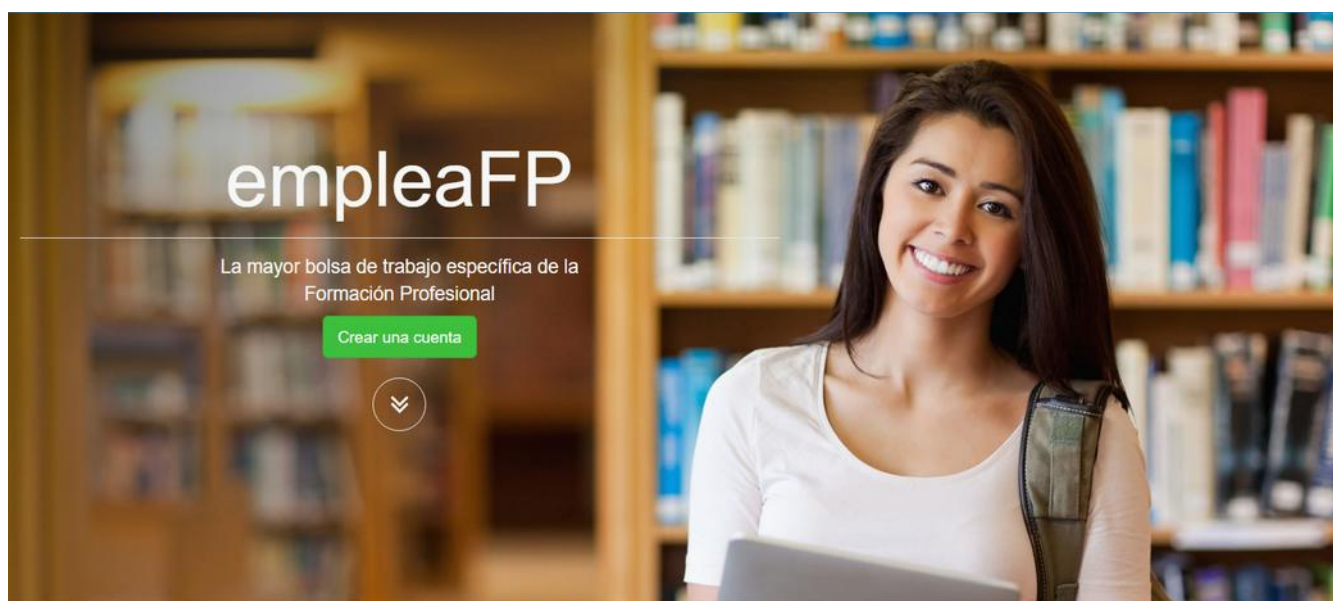 empleaFP
La mayor bolsa de trabajo específica de la
Formación Profesional
Crear una cuenta